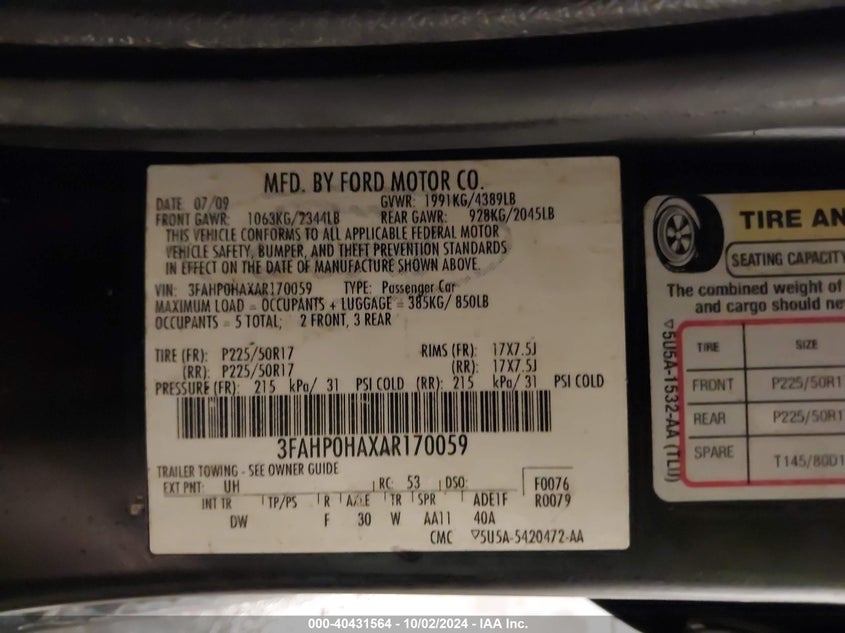 MFD. BY FORD MOTOR CO.
DATE 07/09 GVWR: 1991KG/4389LB
FRONT GAWR: 1063KG/2344LB REAR GAWR: 928KG/2045LB
THIS VEHICLE CONFORMS TO ALL APPLICABLE FEDERAL MOTOR
VEHICLE SAFETY, BUMPER, AND THEFT PREVENTION STANDARDS
IN EFFECT ON THE DATE OF MANUFACTURE SHOWN ABOVE.
VIN: 3FAHP0HAXAR170059 TYPE: Passenger Car
MAXIMUM LOAD = OCCUPANTS + LUGGAGE = 385KG/ 850LB
OCCUPANTS = 5 TOTAL; 2 FRONT, 3 REAR
TIRE (FR): P225/50R17 RIMS (FR): 17X7.5J
(RR): P225/50R17 (RR): 17X7.5J
PRESSURE (FR): 215 kPa/ 31 PSI COLD (RR): 215 kPa/ 31 PSI COLD
3FAHP0HAXAR170059
TRAILER TOWING - SEE OWNER GUIDE
EXT PNT: UH RC: 53 DSO: F0076
INT TR TP/PS R AXLE TR SPR ADE1F R0079
DW F 30 W AA11 40A
CMC ▽5U5A-5420472-AA
TIRE AN
SEATING CAPACITY
The combined weight of
and cargo should nev
▽5U5A-1532-AA (TLU)
TIRE SIZE
FRONT P225/50R1
REAR P225/50R1
SPARE T145/80D1
000-40431564 - 10/02/2024 - IAA Inc.